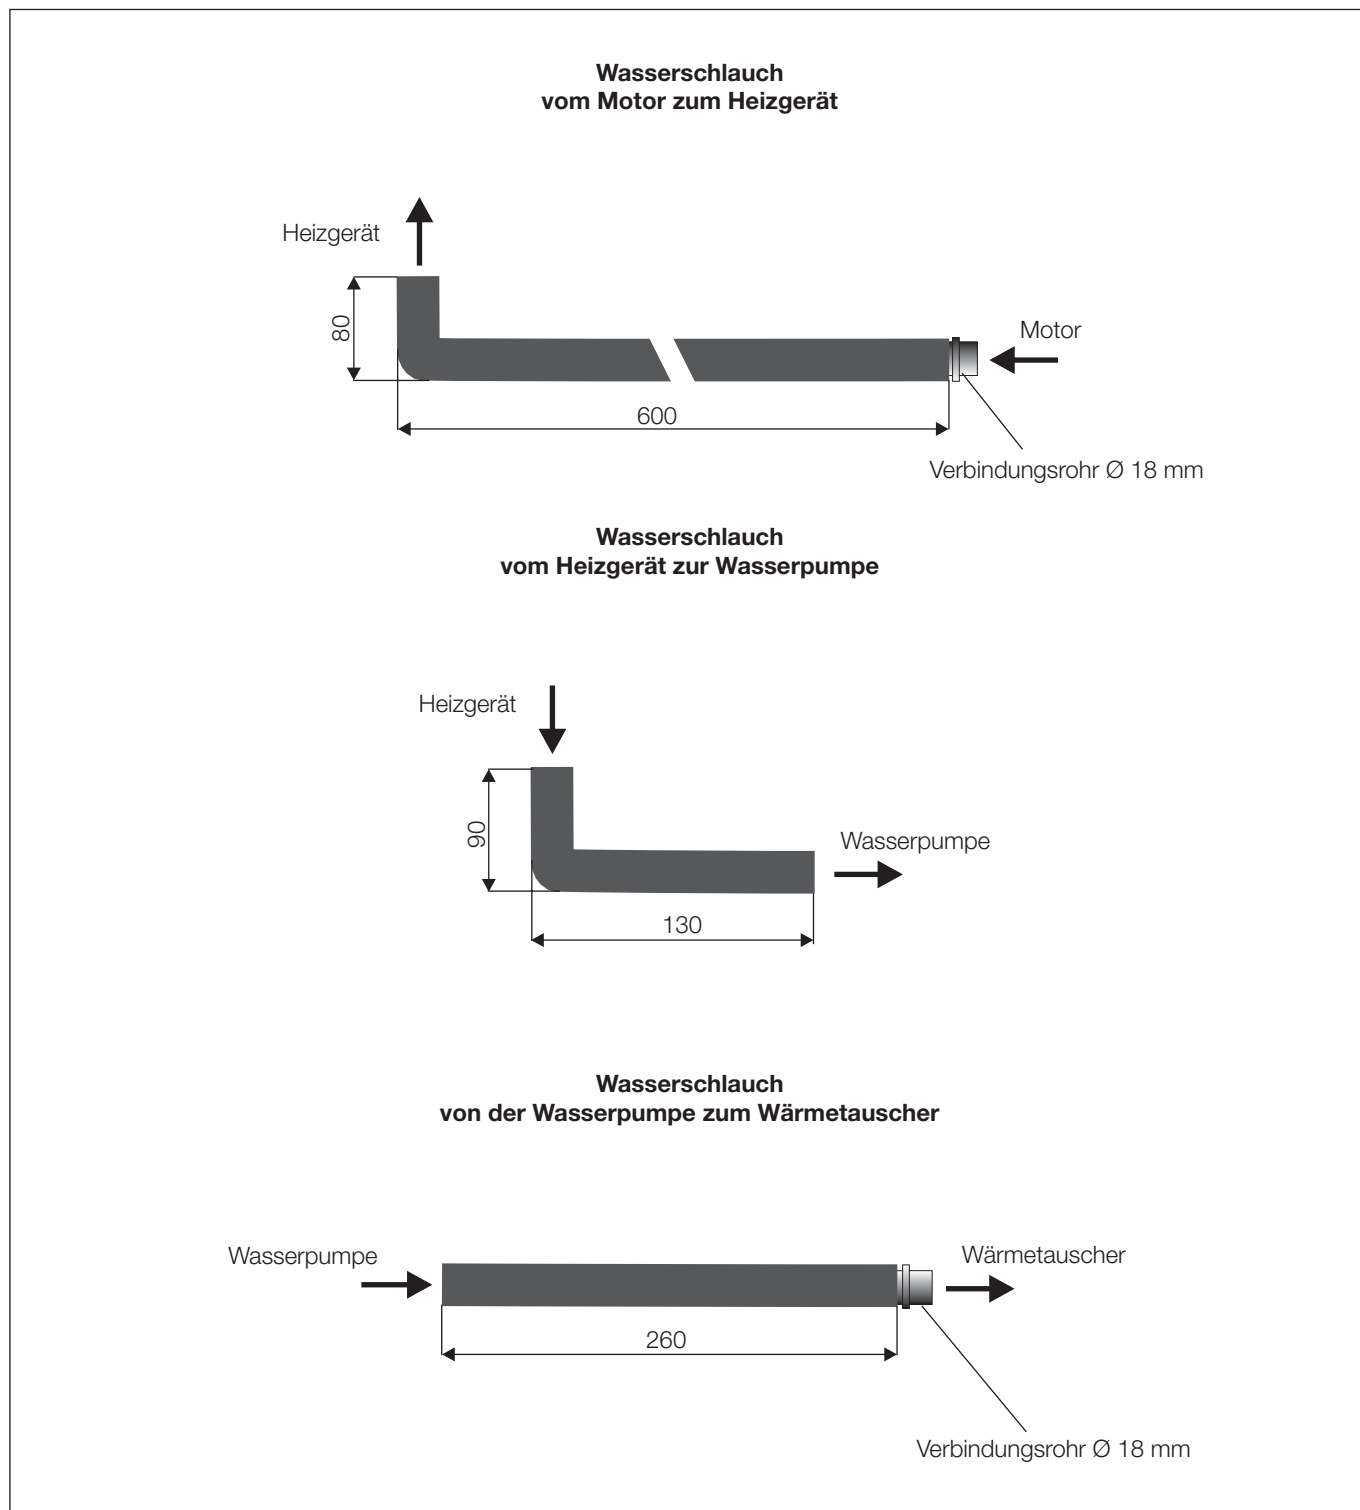 Wasserschlauch
vom Motor zum Heizgerät
Heizgerät
80
Motor
600
Verbindungsrohr Ø 18 mm
Wasserschlauch
vom Heizgerät zur Wasserpumpe
Heizgerät
90
Wasserpumpe
130
Wasserschlauch
von der Wasserpumpe zum Wärmetauscher
Wasserpumpe
Wärmetauscher
260
Verbindungsrohr Ø 18 mm